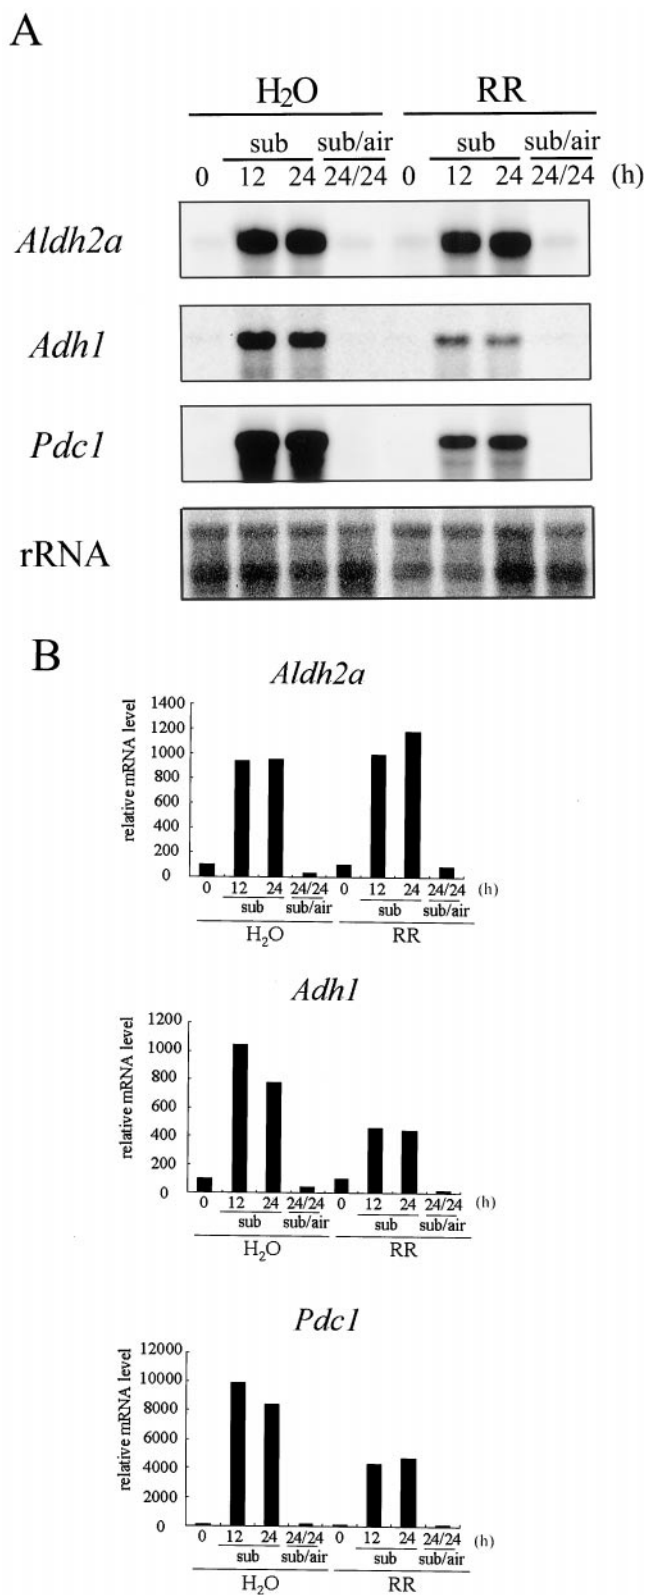 A
H₂O RR
sub sub/air sub sub/air
0 12 24 24/24 0 12 24 24/24 (h)
Aldh2a
Adh1
Pdc1
rRNA
B
Aldh2a
relative mRNA level
1400
1200
1000
800
600
400
200
0
0 12 24 24/24 0 12 24 24/24 (h)
sub sub/air sub sub/air
H₂O RR
Adh1
relative mRNA level
1200
1000
800
600
400
200
0
0 12 24 24/24 0 12 24 24/24 (h)
sub sub/air sub sub/air
H₂O RR
Pdc1
relative mRNA level
12000
10000
8000
6000
4000
2000
0
0 12 24 24/24 0 12 24 24/24 (h)
sub sub/air sub sub/air
H₂O RR